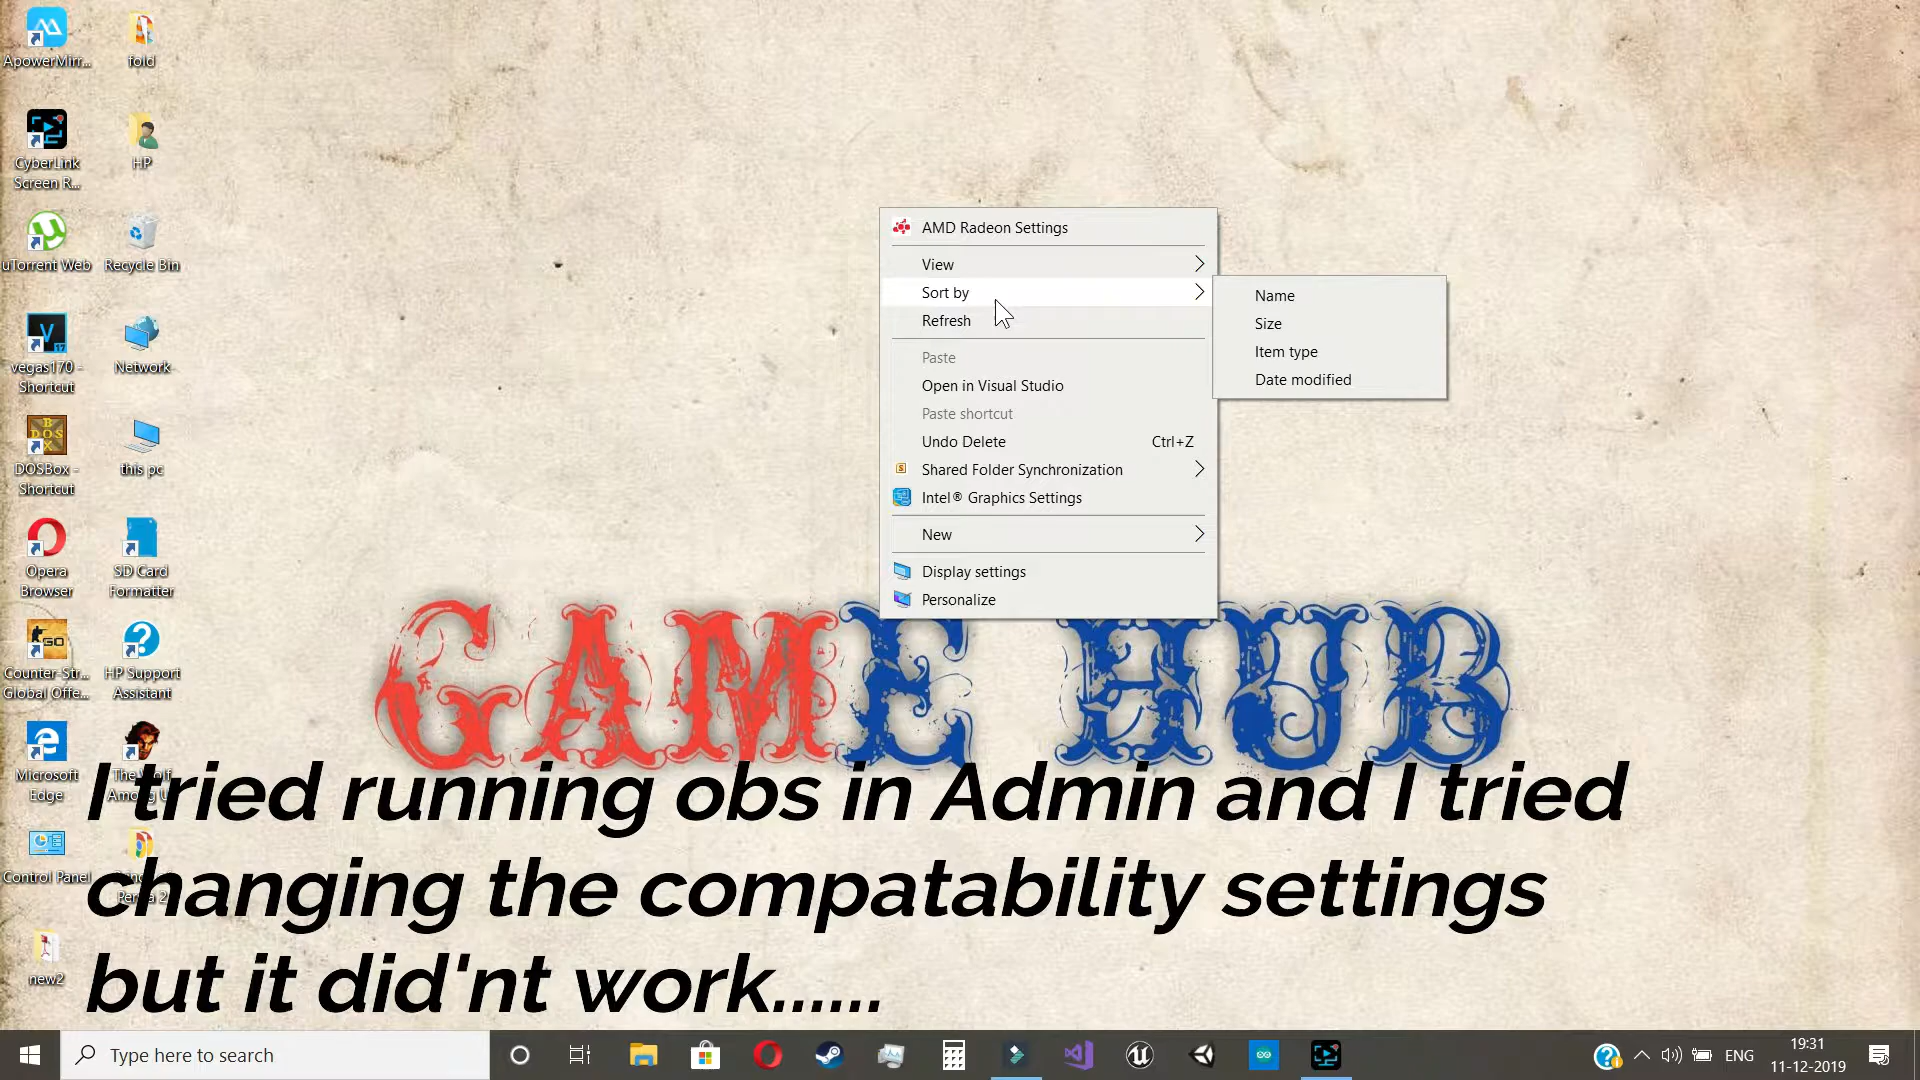 ApowerMirr...
fold
CyberLink
Screen R...
HP
uTorrent Web
Recycle Bin
vegas170 -
Shortcut
Network
DOSBox -
Shortcut
this pc
Opera
Browser
SD Card
Formatter
Counter-Str...
Global Offe...
HP Support
Assistant
Microsoft
Edge
The Wolf
Among U
Control Panel
new2
AMD Radeon Settings
View
Sort by
Refresh
Paste
Open in Visual Studio
Paste shortcut
Undo Delete Ctrl+Z
Shared Folder Synchronization
Intel® Graphics Settings
New
Display settings
Personalize
Name
Size
Item type
Date modified
GAME HUB
I tried running obs in Admin and I tried
changing the compatability settings
but it did'nt work......
Type here to search
ENG
19:31
11-12-2019